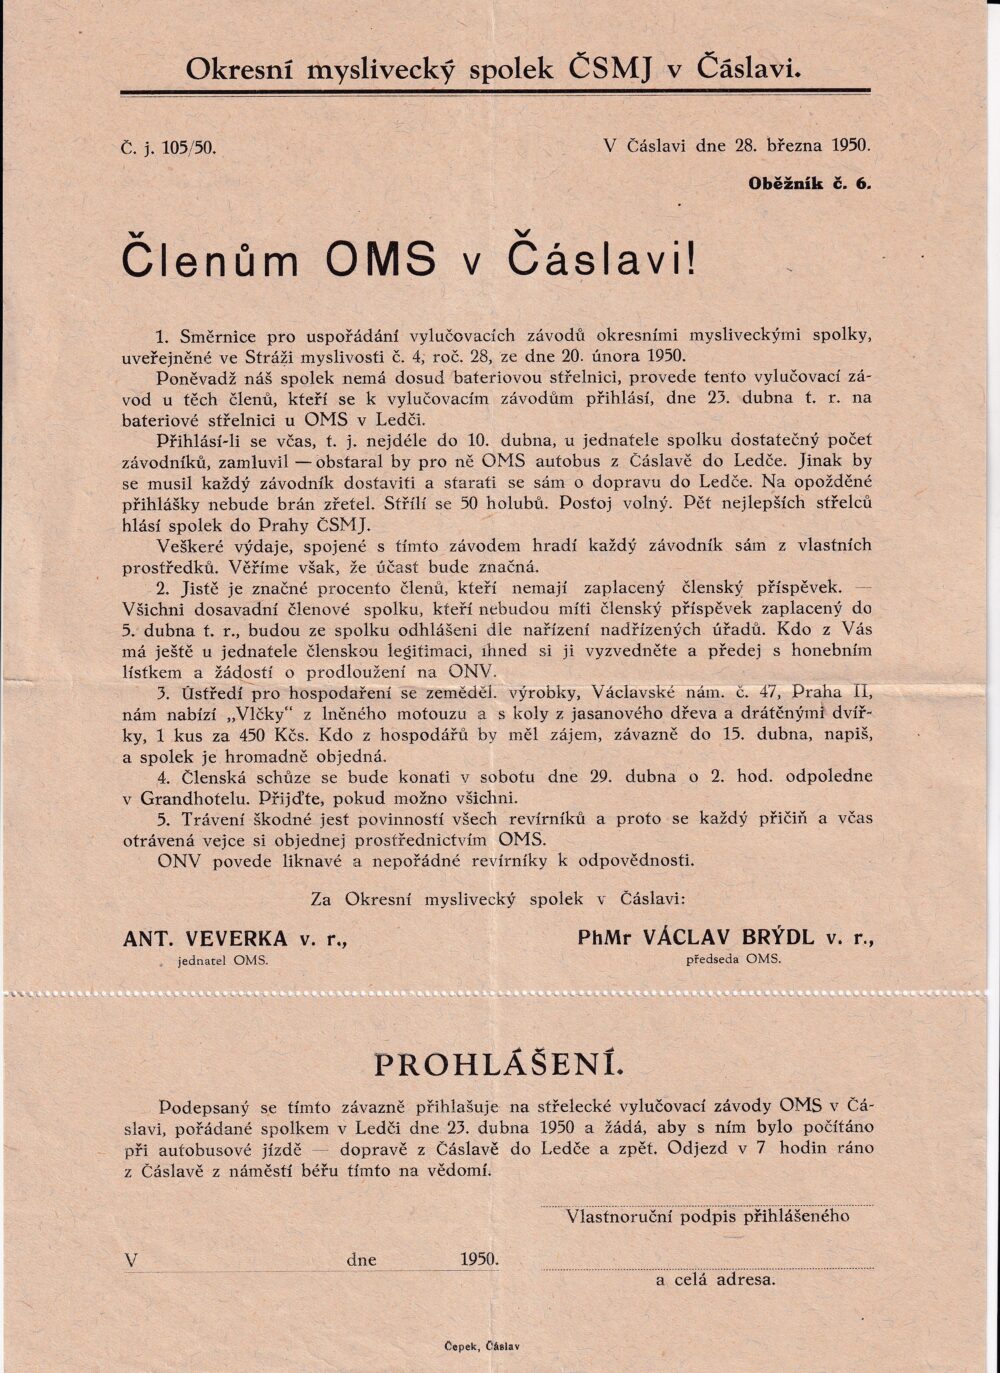 Okresní myslivecký spolek ČSMJ v Čáslavi.
Č. j. 105/50.
V Čáslavi dne 28. března 1950.
Oběžník č. 6.
Členům OMS v Čáslavi!
1. Směrnice pro uspořádání vylučovacích závodů okresními mysliveckými spolky,
uveřejněné ve Stráži myslivosti č. 4, roč. 28, ze dne 20. února 1950.
Poněvadž náš spolek nemá dosud bateriovou střelnici, provede tento vylučovací zá-
vod u těch členů, kteří se k vylučovacím závodům přihlásí, dne 23. dubna t. r. na
bateriové střelnici u OMS v Ledči.
Přihlásí-li se včas, t. j. nejdéle do 10. dubna, u jednatele spolku dostatečný počet
závodníků, zamluvil — obstaral by pro ně OMS autobus z Čáslavě do Ledče. Jinak by
se musil každý závodník dostaviti a starati se sám o dopravu do Ledče. Na opožděné
přihlášky nebude brán zřetel. Střílí se 50 holubů. Postoj volný. Pět nejlepších střelců
hlásí spolek do Prahy ČSMJ.
Veškeré výdaje, spojené s tímto závodem hradí každý závodník sám z vlastních
prostředků. Věříme však, že účast bude značná.
2. Jistě je značné procento členů, kteří nemají zaplacený členský příspěvek. —
Všichni dosavadní členové spolku, kteří nebudou míti členský příspěvek zaplacený do
5. dubna t. r., budou ze spolku odhlášeni dle nařízení nadřízených úřadů. Kdo z Vás
má ještě u jednatele členskou legitimaci, ihned si ji vyzvedněte a předej s honebním
lístkem a žádostí o prodloužení na ONV.
3. Ústředí pro hospodaření se zeměděl. výrobky, Václavské nám. č. 47, Praha II,
nám nabízí „Vlčky“ z lněného motouzu a s koly z jasanového dřeva a drátěnými dvíř-
ky, 1 kus za 450 Kčs. Kdo z hospodářů by měl zájem, závazně do 15. dubna, napiš,
a spolek je hromadně objedná.
4. Členská schůze se bude konati v sobotu dne 29. dubna o 2. hod. odpoledne
v Grandhotelu. Přijďte, pokud možno všichni.
5. Trávení škodné jest povinností všech revírníků a proto se každý přičiň a včas
otrávená vejce si objednej prostřednictvím OMS.
ONV povede liknavé a nepořádné revírníky k odpovědnosti.
Za Okresní myslivecký spolek v Čáslavi:
ANT. VEVERKA v. r.,
jednatel OMS.
PhMr VÁCLAV BRÝDL v. r.,
předseda OMS.
PROHLÁŠENÍ.
Podepsaný se tímto závazně přihlašuje na střelecké vylučovací závody OMS v Čá-
slavi, pořádané spolkem v Ledči dne 23. dubna 1950 a žádá, aby s ním bylo počítáno
při autobusové jízdě — dopravě z Čáslavě do Ledče a zpět. Odjezd v 7 hodin ráno
z Čáslavě z náměstí béřu tímto na vědomí.
Vlastnoruční podpis přihlášeného
V dne 1950.
a celá adresa.
Čepek, Čáslav